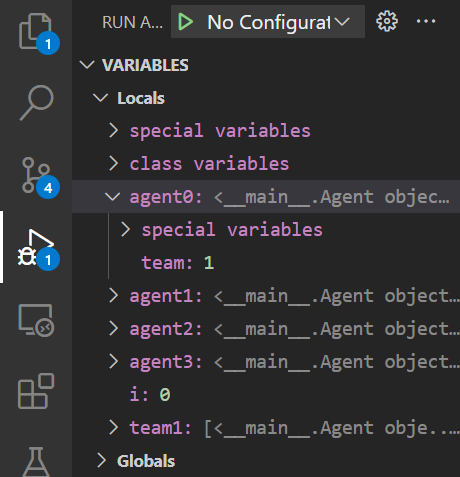 RUN A... No Configurat
VARIABLES
Locals
special variables
class variables
agent0: <__main__.Agent objec...
special variables
team: 1
agent1: <__main__.Agent object...
agent2: <__main__.Agent object...
agent3: <__main__.Agent object...
i: 0
team1: [<__main__.Agent obje...
Globals
1
4
1